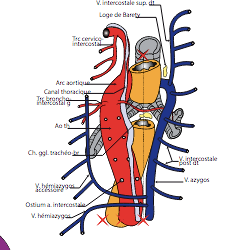 V. intercostale sup. dt
Loge de Barety
Trc cervico
intercostal
Arc aortique
Canal thoracique
Trc broncho
intercostal g
Ao th
Ch. ggl. trachéo-be
V. intercostale
post dt
V. hémiazygos
accessoire
V. azygos
Ostium a. intercostale
V. hémiazygos